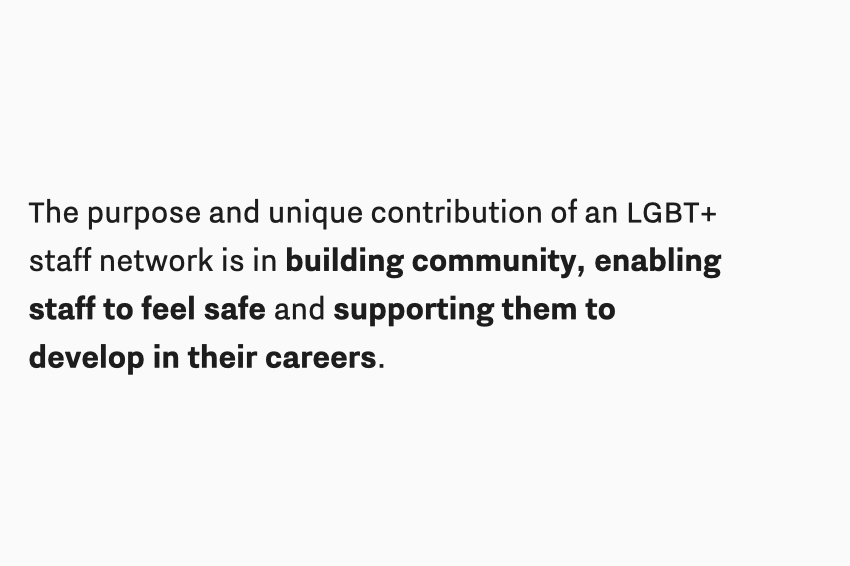 The purpose and unique contribution of an LGBT+
staff network is in building community, enabling
staff to feel safe and supporting them to
develop in their careers.